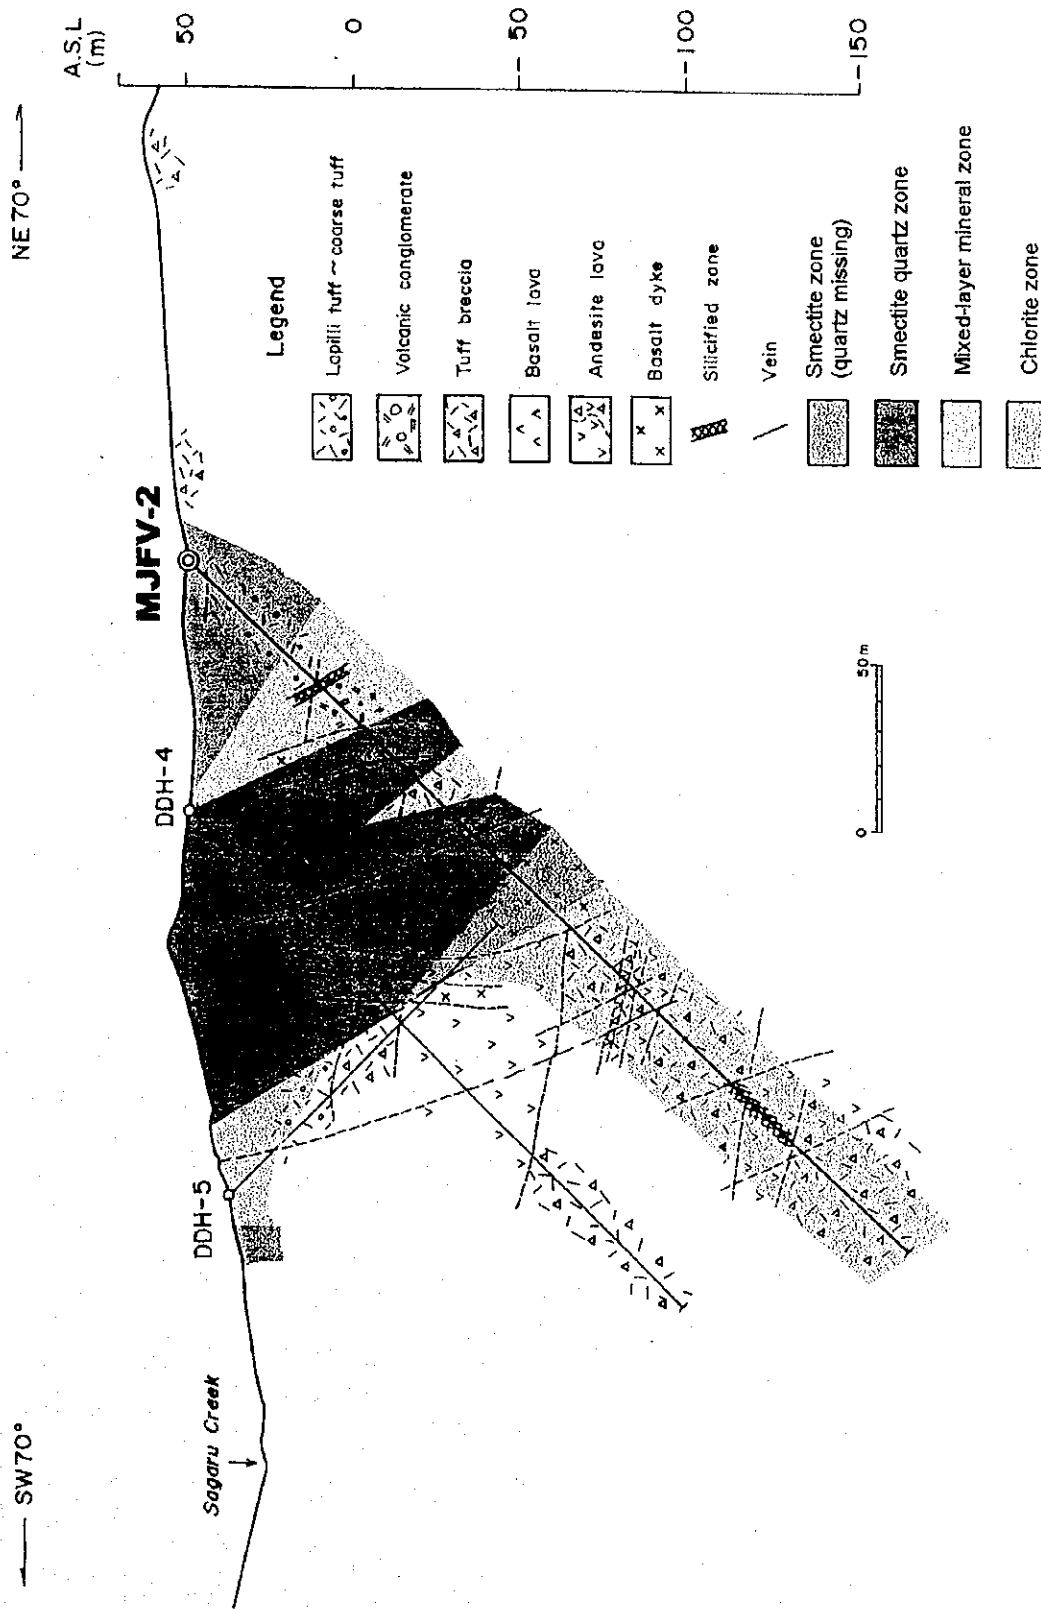 ← SW70°
NE70° →
A.S.L
(m)
50
0
-50
-100
-150
Sagaru Creek
DDH-5
DDH-4
MJFV-2
Legend
Lapilli tuff ~ coarse tuff
Volcanic conglomerate
Tuff breccia
Basalt lava
Andesite lava
Basalt dyke
Silicified zone
Vein
Smectite zone
(quartz missing)
Smectite quartz zone
Mixed-layer mineral zone
Chlorite zone
0
50m